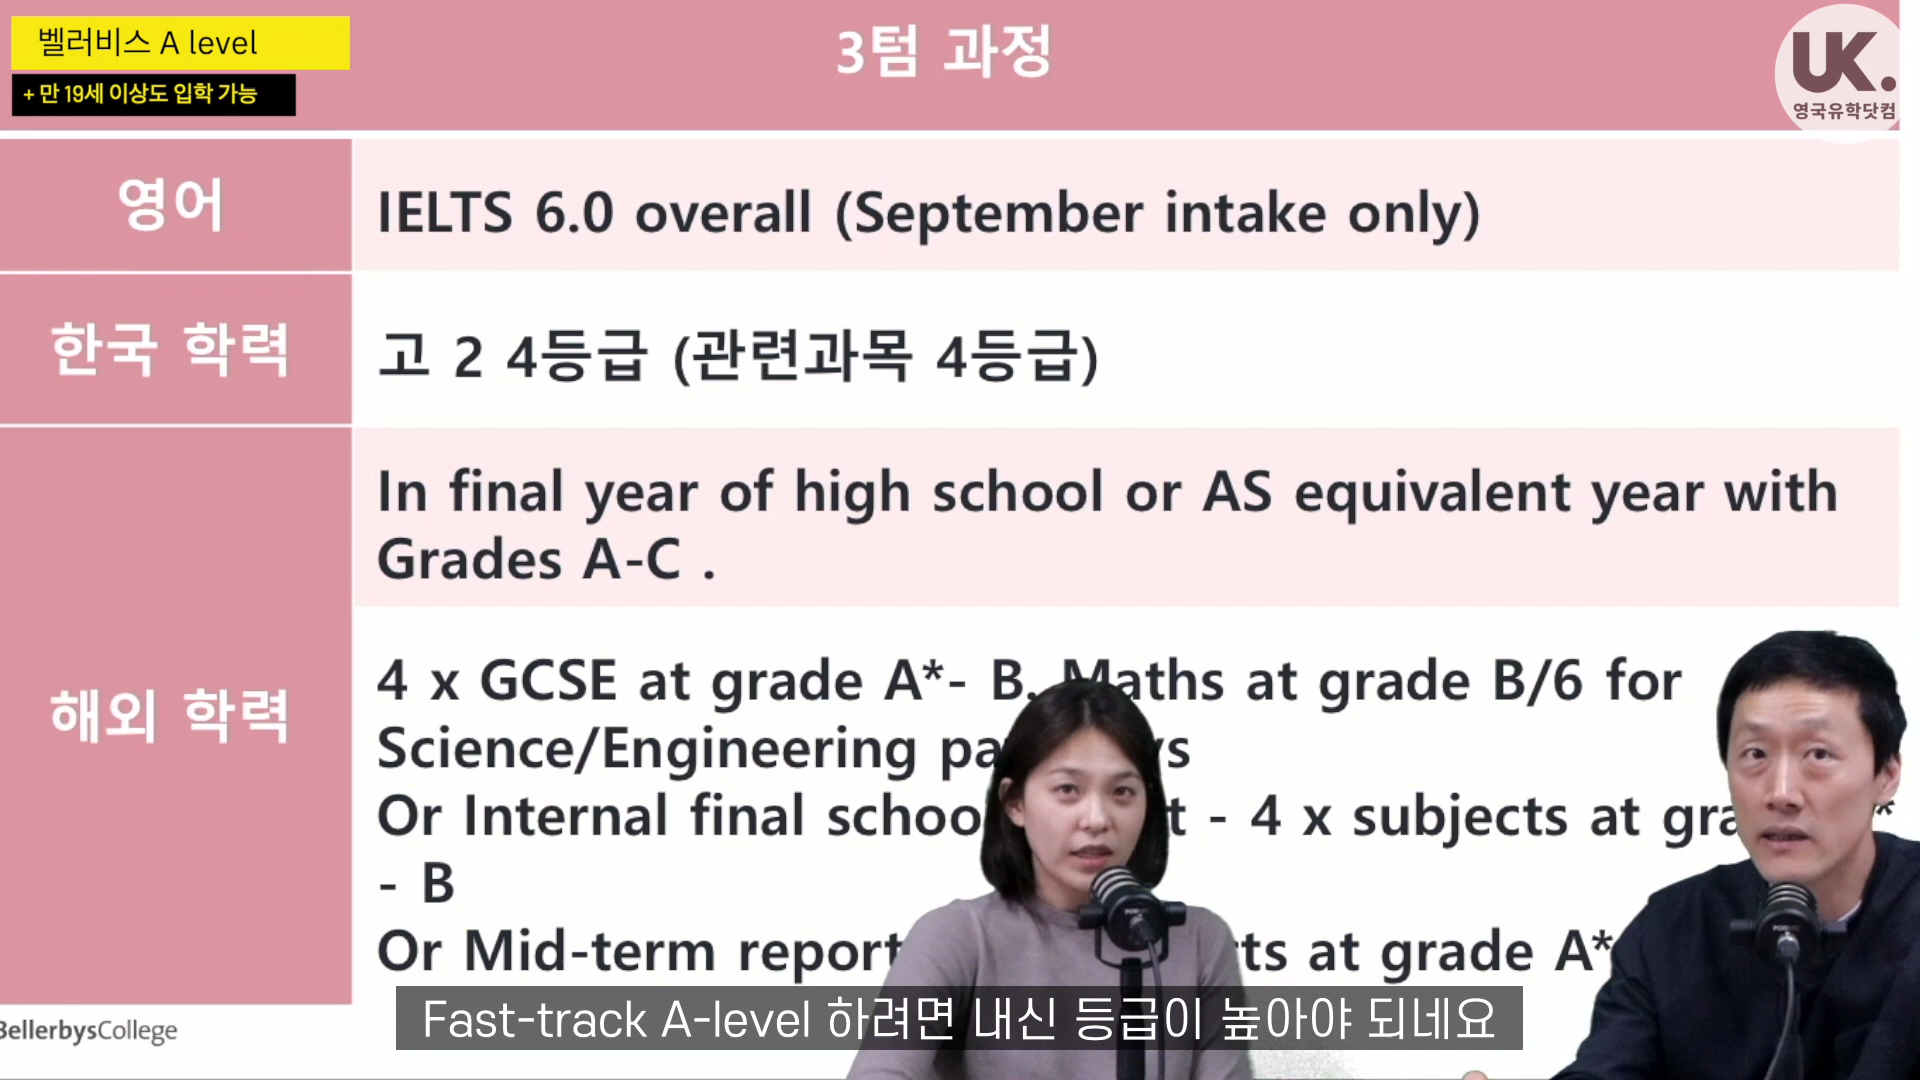 벨러비스 A level
+ 만 19세 이상도 입학 가능
3텀 과정
UK.
영국유학닷컴
영어
IELTS 6.0 overall (September intake only)
한국 학력
고 2 4등급 (관련과목 4등급)
해외 학력
In final year of high school or AS equivalent year with
Grades A-C .
4 x GCSE at grade A*- B. Maths at grade B/6 for
Science/Engineering
Or Internal final - 4 x subjects at
- B
Or Mid-term report at grade A*
BellerbysCollege
Fast-track A-level 하려면 내신 등급이 높아야 되네요